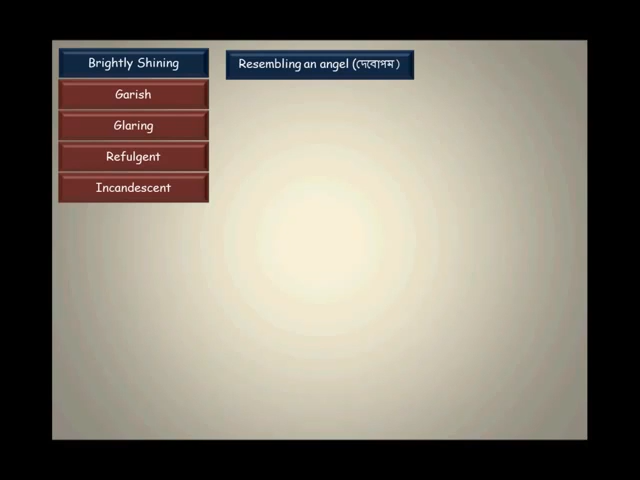 Brightly Shining
Resembling an angel (দেবোপম)
Garish
Glaring
Refulgent
Incandescent